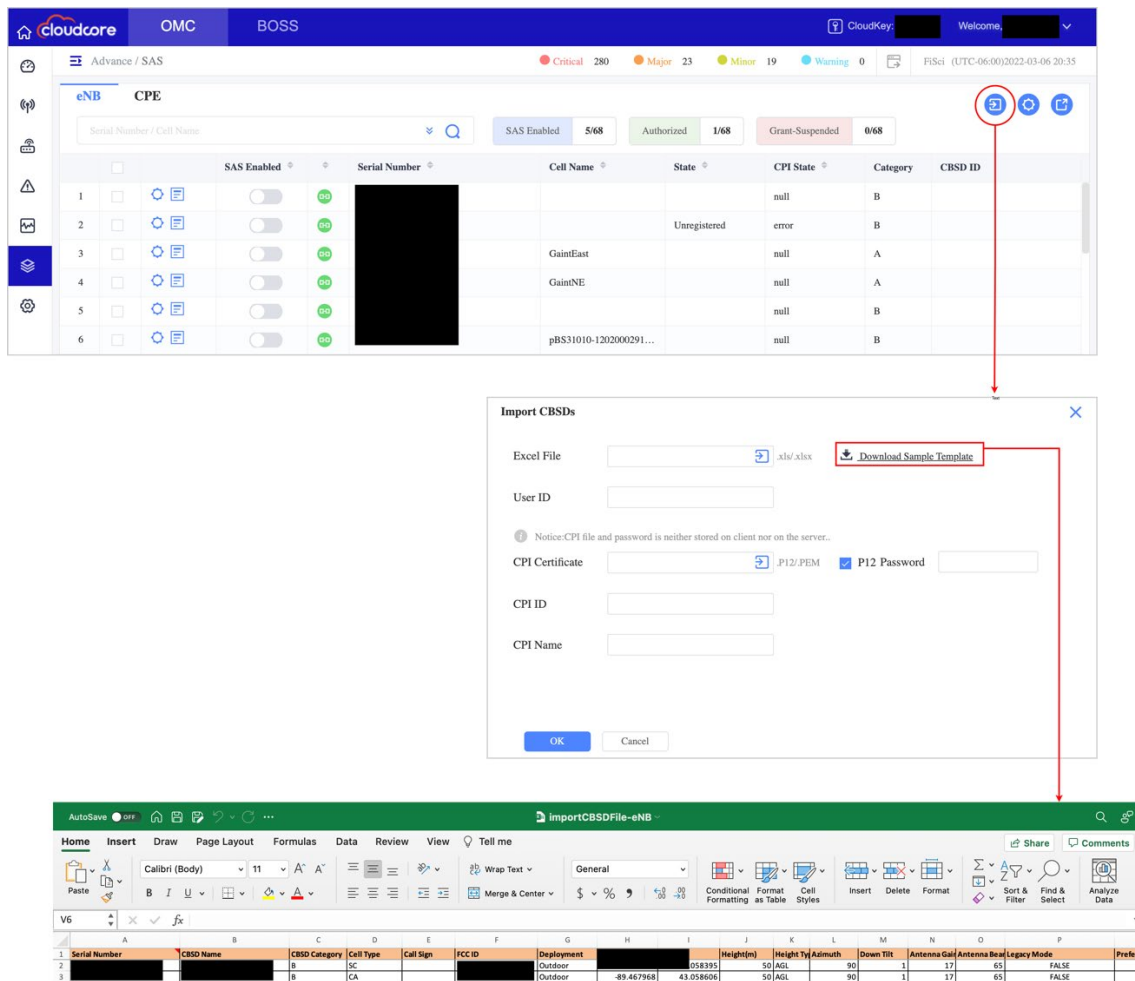 cloudcore OMC BOSS CloudKey: Welcome,
Advance / SAS Critical 280 Major 23 Minor 19 Warning 0 FiSci (UTC-06:00)2022-03-06 20:35
eNB CPE
Serial Number / Cell Name SAS Enabled 5/68 Authorized 1/68 Grant-Suspended 0/68
SAS Enabled Serial Number Cell Name State CPI State Category CBSD ID
1 null B
2 Unregistered error B
3 GaintEast null A
4 GaintNE null A
5 null B
6 pBS31010-1202000291... null B
Text
Import CBSDs
Excel File .xls/.xlsx Download Sample Template
User ID
Notice:CPI file and password is neither stored on client nor on the server..
CPI Certificate .P12/.PEM P12 Password
CPI ID
CPI Name
OK Cancel
AutoSave OFF importCBSDFile-eNB
Home Insert Draw Page Layout Formulas Data Review View Tell me Share Comments
Calibri (Body) 11 A A Wrap Text General
Paste B I U A Merge & Center $ % 9 Conditional Formatting Format as Table Cell Styles Insert Delete Format Sort & Filter Find & Select Analyze Data
V6 fx
A B C D E F G H I J K L M N O P
1 Serial Number CBSD Name CBSD Category Cell Type Call Sign FCC ID Deployment Height(m) Height Ty Azimuth Down Tilt Antenna Gai Antenna Bear Legacy Mode Prefe
2 B SC Outdoor .058395 50 AGL 90 1 17 65 FALSE
3 B CA Outdoor -89.467968 43.058606 50 AGL 90 1 17 65 FALSE